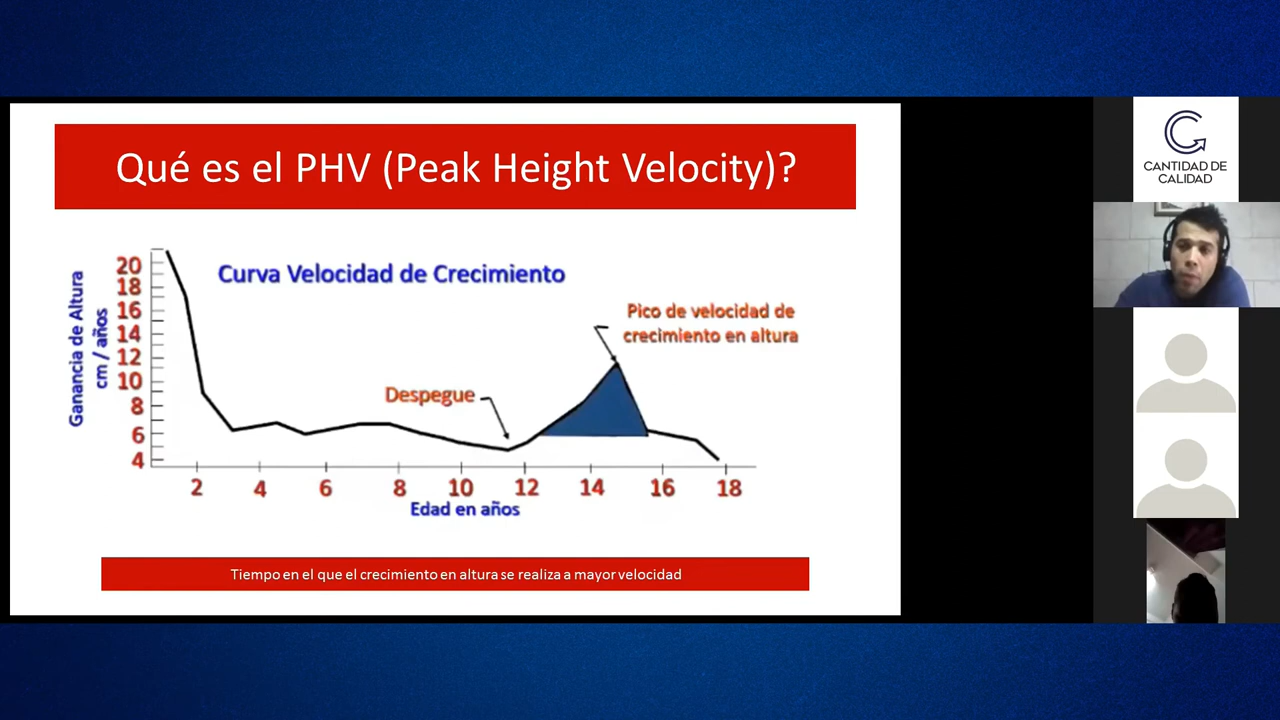 Qué es el PHV (Peak Height Velocity)?
Curva Velocidad de Crecimiento
Ganancia de Altura
cm / años
20
18
16
14
12
10
8
6
4
Pico de velocidad de
crecimiento en altura
Despegue
2 4 6 8 10 12 14 16 18
Edad en años
Tiempo en el que el crecimiento en altura se realiza a mayor velocidad
CANTIDAD DE
CALIDAD